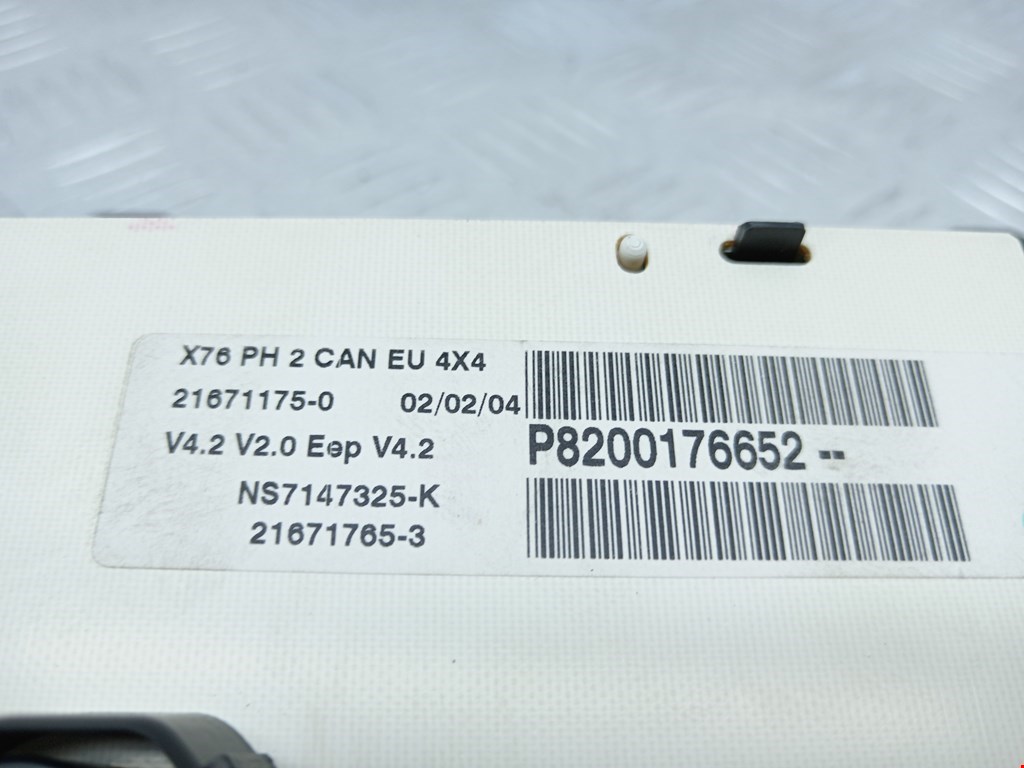 X76 PH 2 CAN EU 4X4
21671175-0 02/02/04
V4.2 V2.0 Eep V4.2
NS7147325-K
21671765-3
P8200176652--